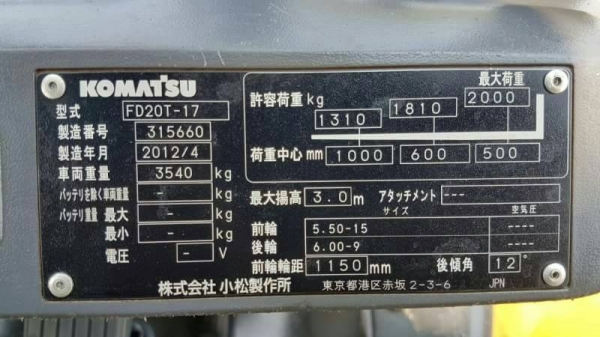 KOMATSU
型式 FD20T-17
製造番号 315660
製造年月 2012/4
車両重量 3540 kg
バッテリを除く車両重量 - kg
バッテリ重量 最大 - kg
最小 - kg
電圧 - V
最大荷重
許容荷重 kg 1310 1810 2000
荷重中心 mm 1000 600 500
最大揚高 3.0 m アタッチメント ---
サイズ 空気圧
前輪 5.50-15 ----
後輪 6.00-9 ----
前輪輪距 1150 mm 後傾角 12°
株式会社 小松製作所 東京都港区赤坂 2-3-6 JPN